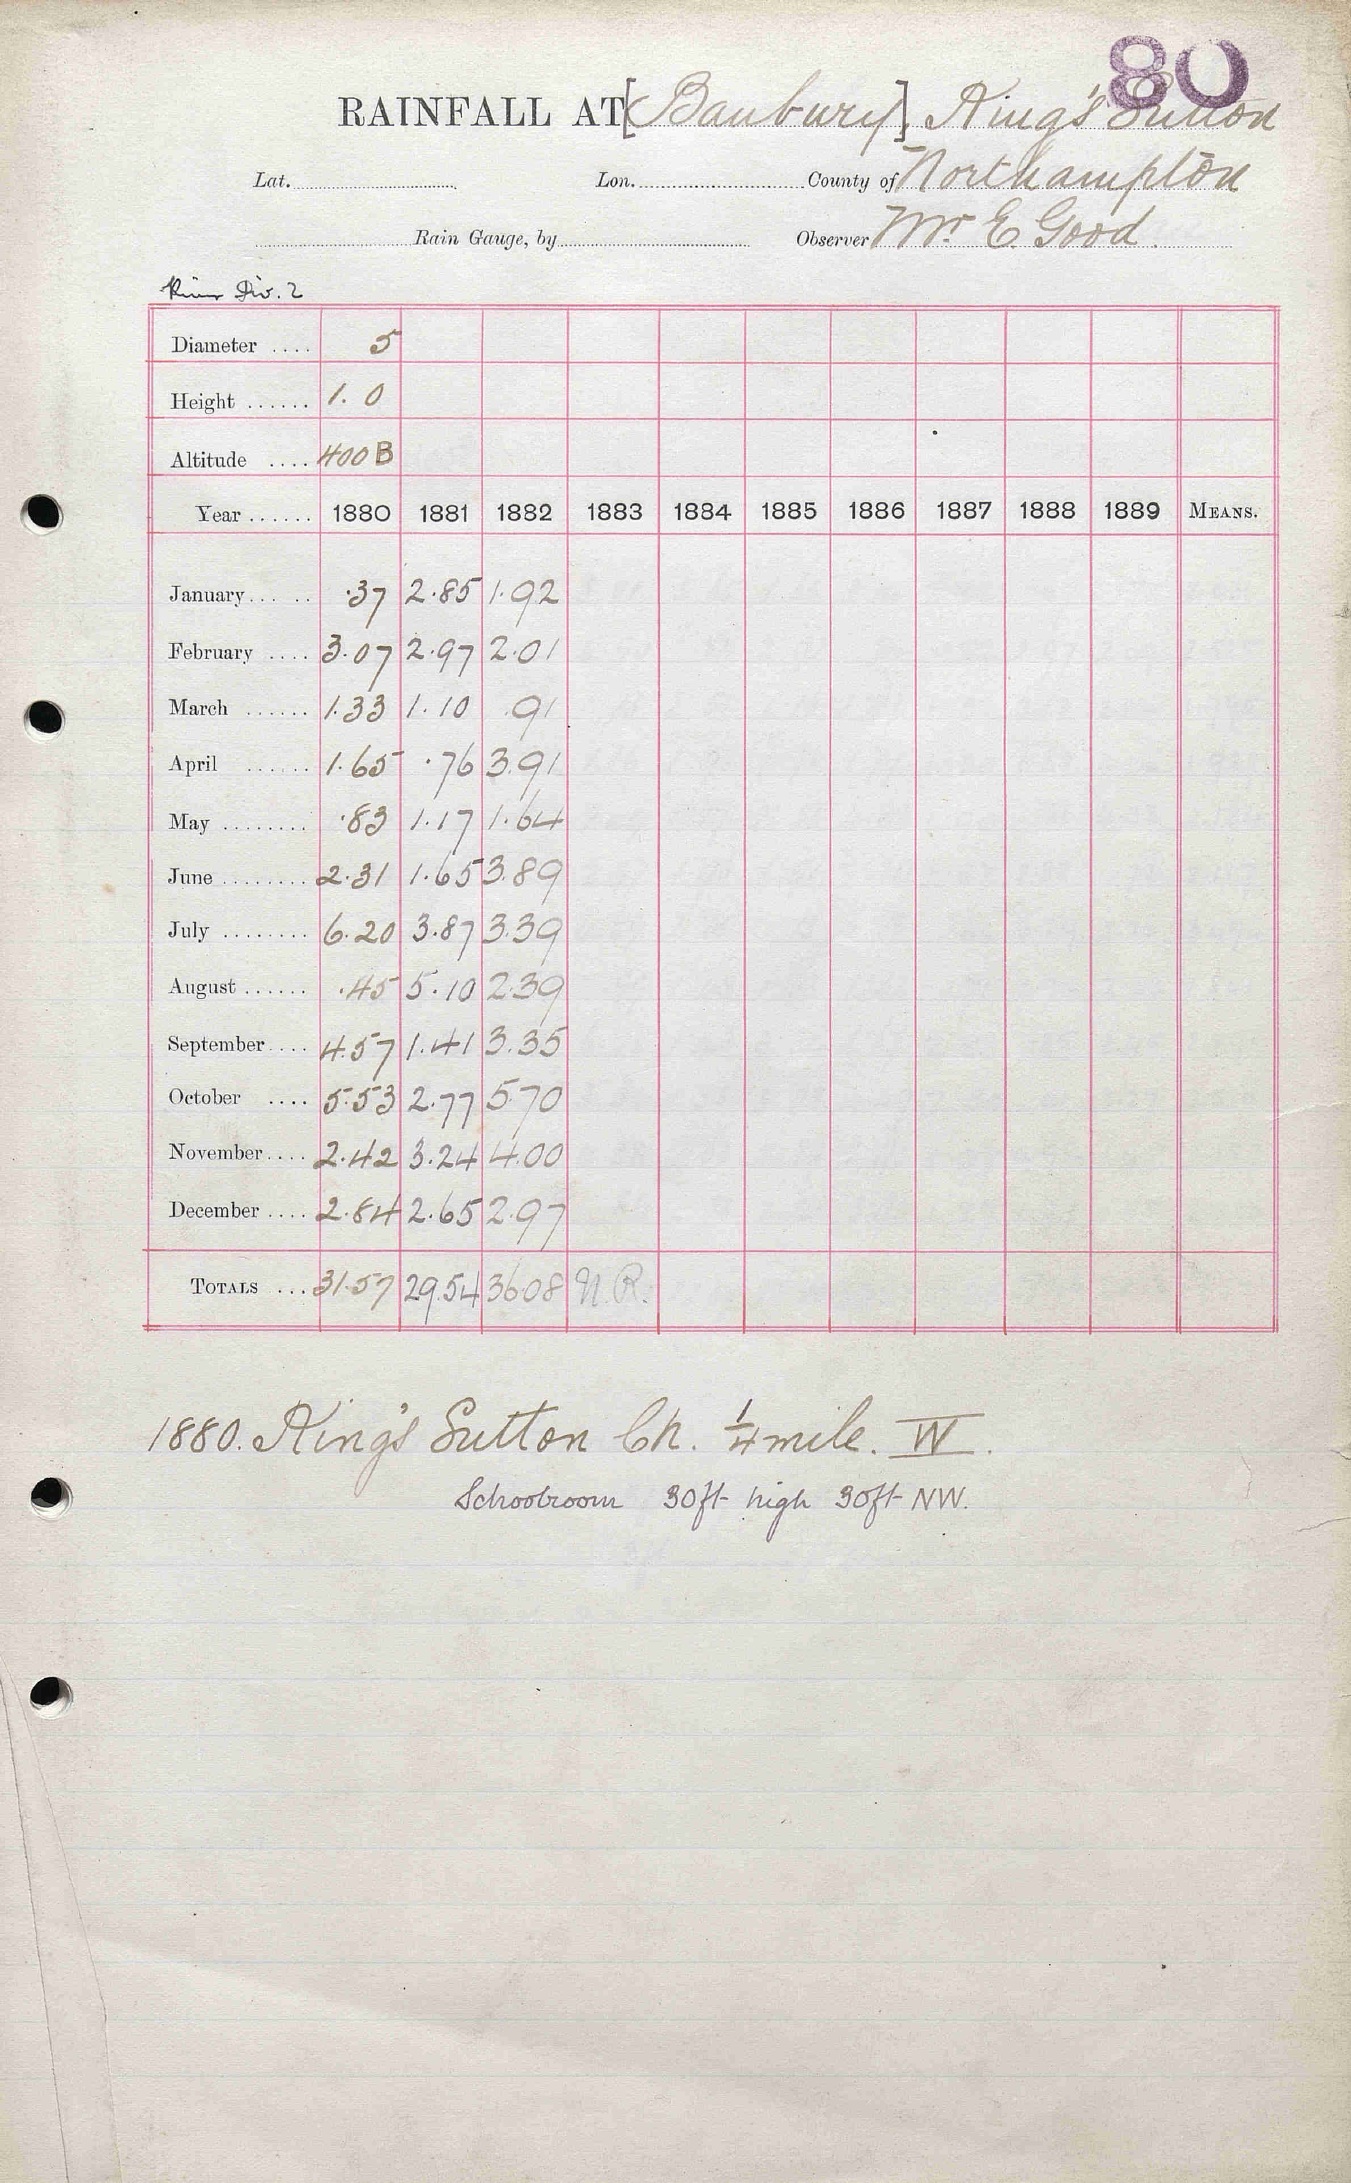 80
RAINFALL AT [Banbury] King's Sutton
Lat. Lon. County of Northampton
Rain Gauge, by Observer Mr E. Good
River Div. 2
Diameter .... 5
Height ...... 1. 0
Altitude .... 400 B
Year ...... 1880 1881 1882 1883 1884 1885 1886 1887 1888 1889 MEANS.
January ... .. ·37 2·85 1·92
February .... 3·07 2·97 2·01
March ...... 1·33 1·10 ·91
April ...... 1·65 ·76 3·91
May ........ ·83 1·17 1·64
June ........ 2·31 1·65 3·89
July ........ 6·20 3·87 3·39
August ...... ·45 5·10 2·39
September .... 4·57 1·41 3·35
October .... 5·53 2·77 5·70
November .... 2·42 3·24 4·00
December .... 2·84 2·65 2·97
TOTALS ... 31·57 29·54 36·08 N.R.
1880. King's Sutton Ch. 1/4 mile. W.
Schoolroom 30ft high 30ft NW.